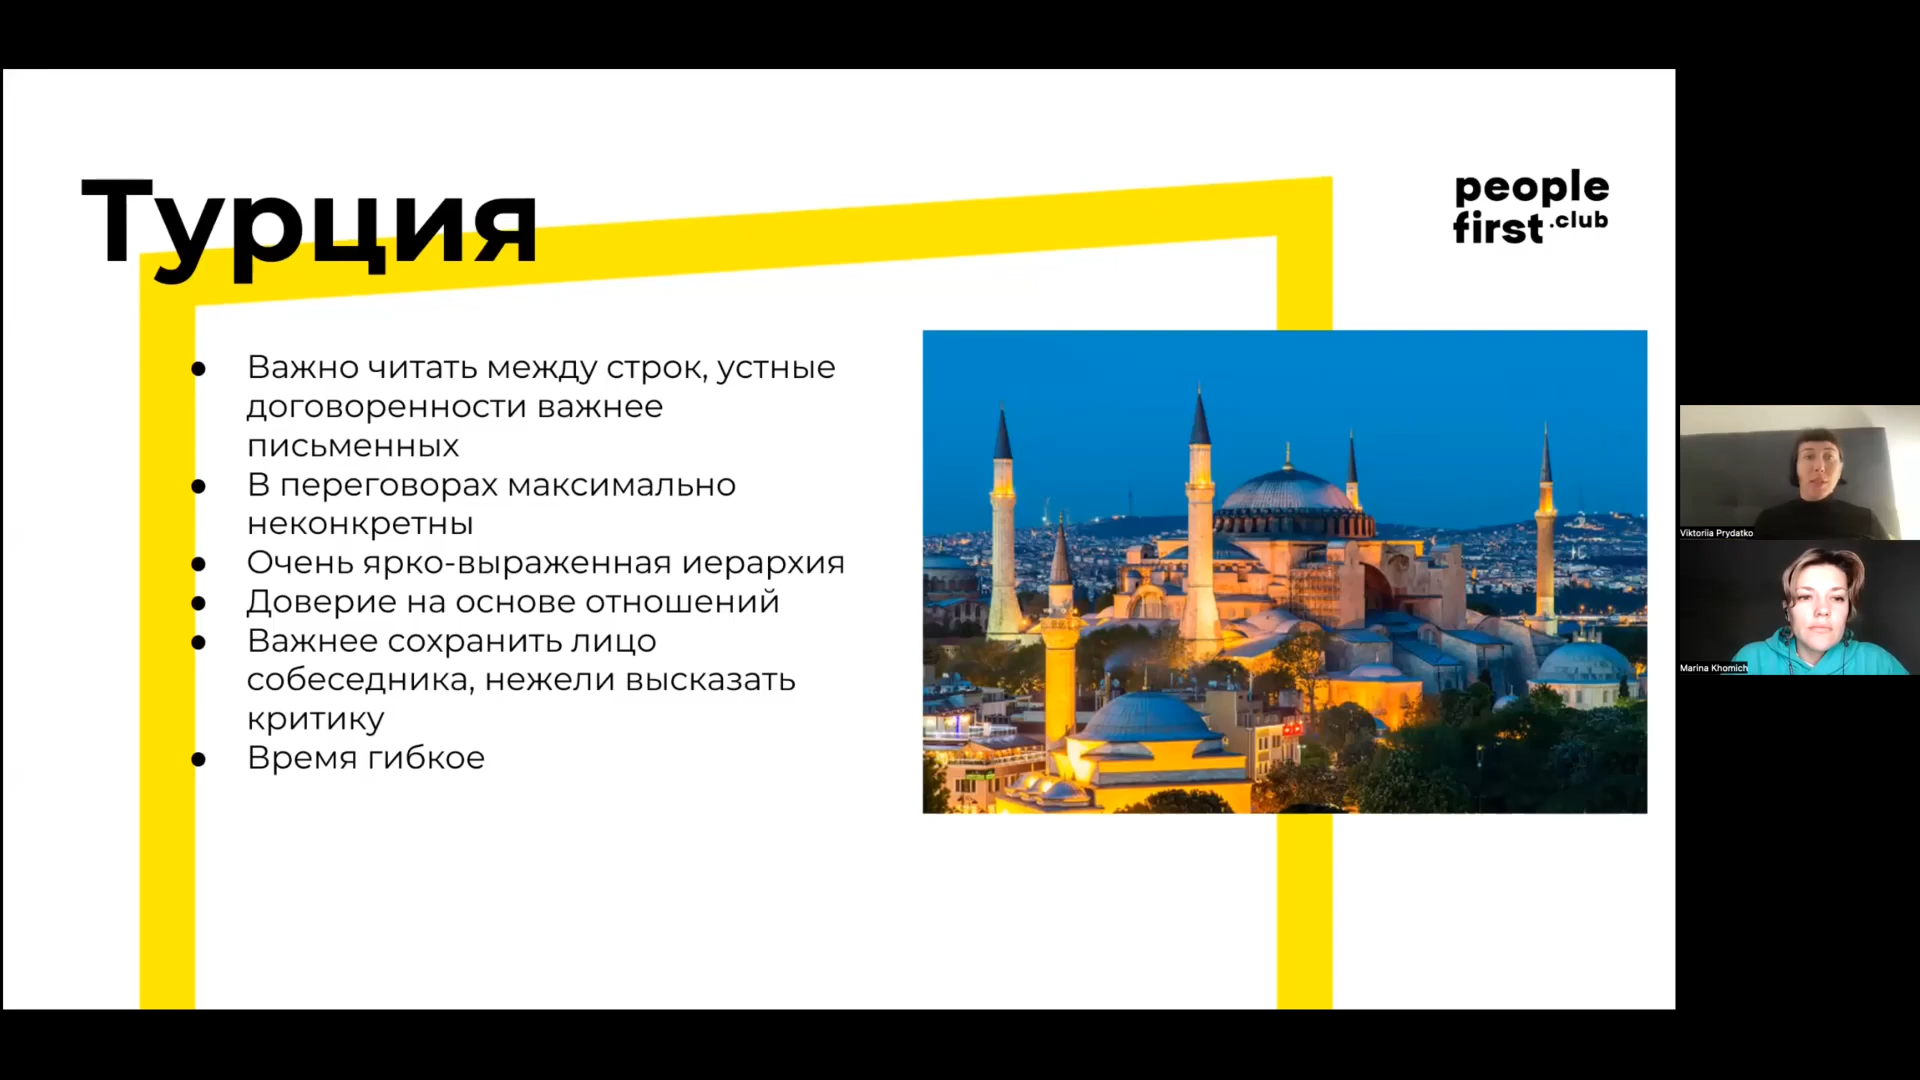 Турция
people
first.club
● Важно читать между строк, устные
договоренности важнее
письменных
● В переговорах максимально
неконкретны
● Очень ярко-выраженная иерархия
● Доверие на основе отношений
● Важнее сохранить лицо
собеседника, нежели высказать
критику
● Время гибкое
Viktoriia Prydatko
Marina Khomich